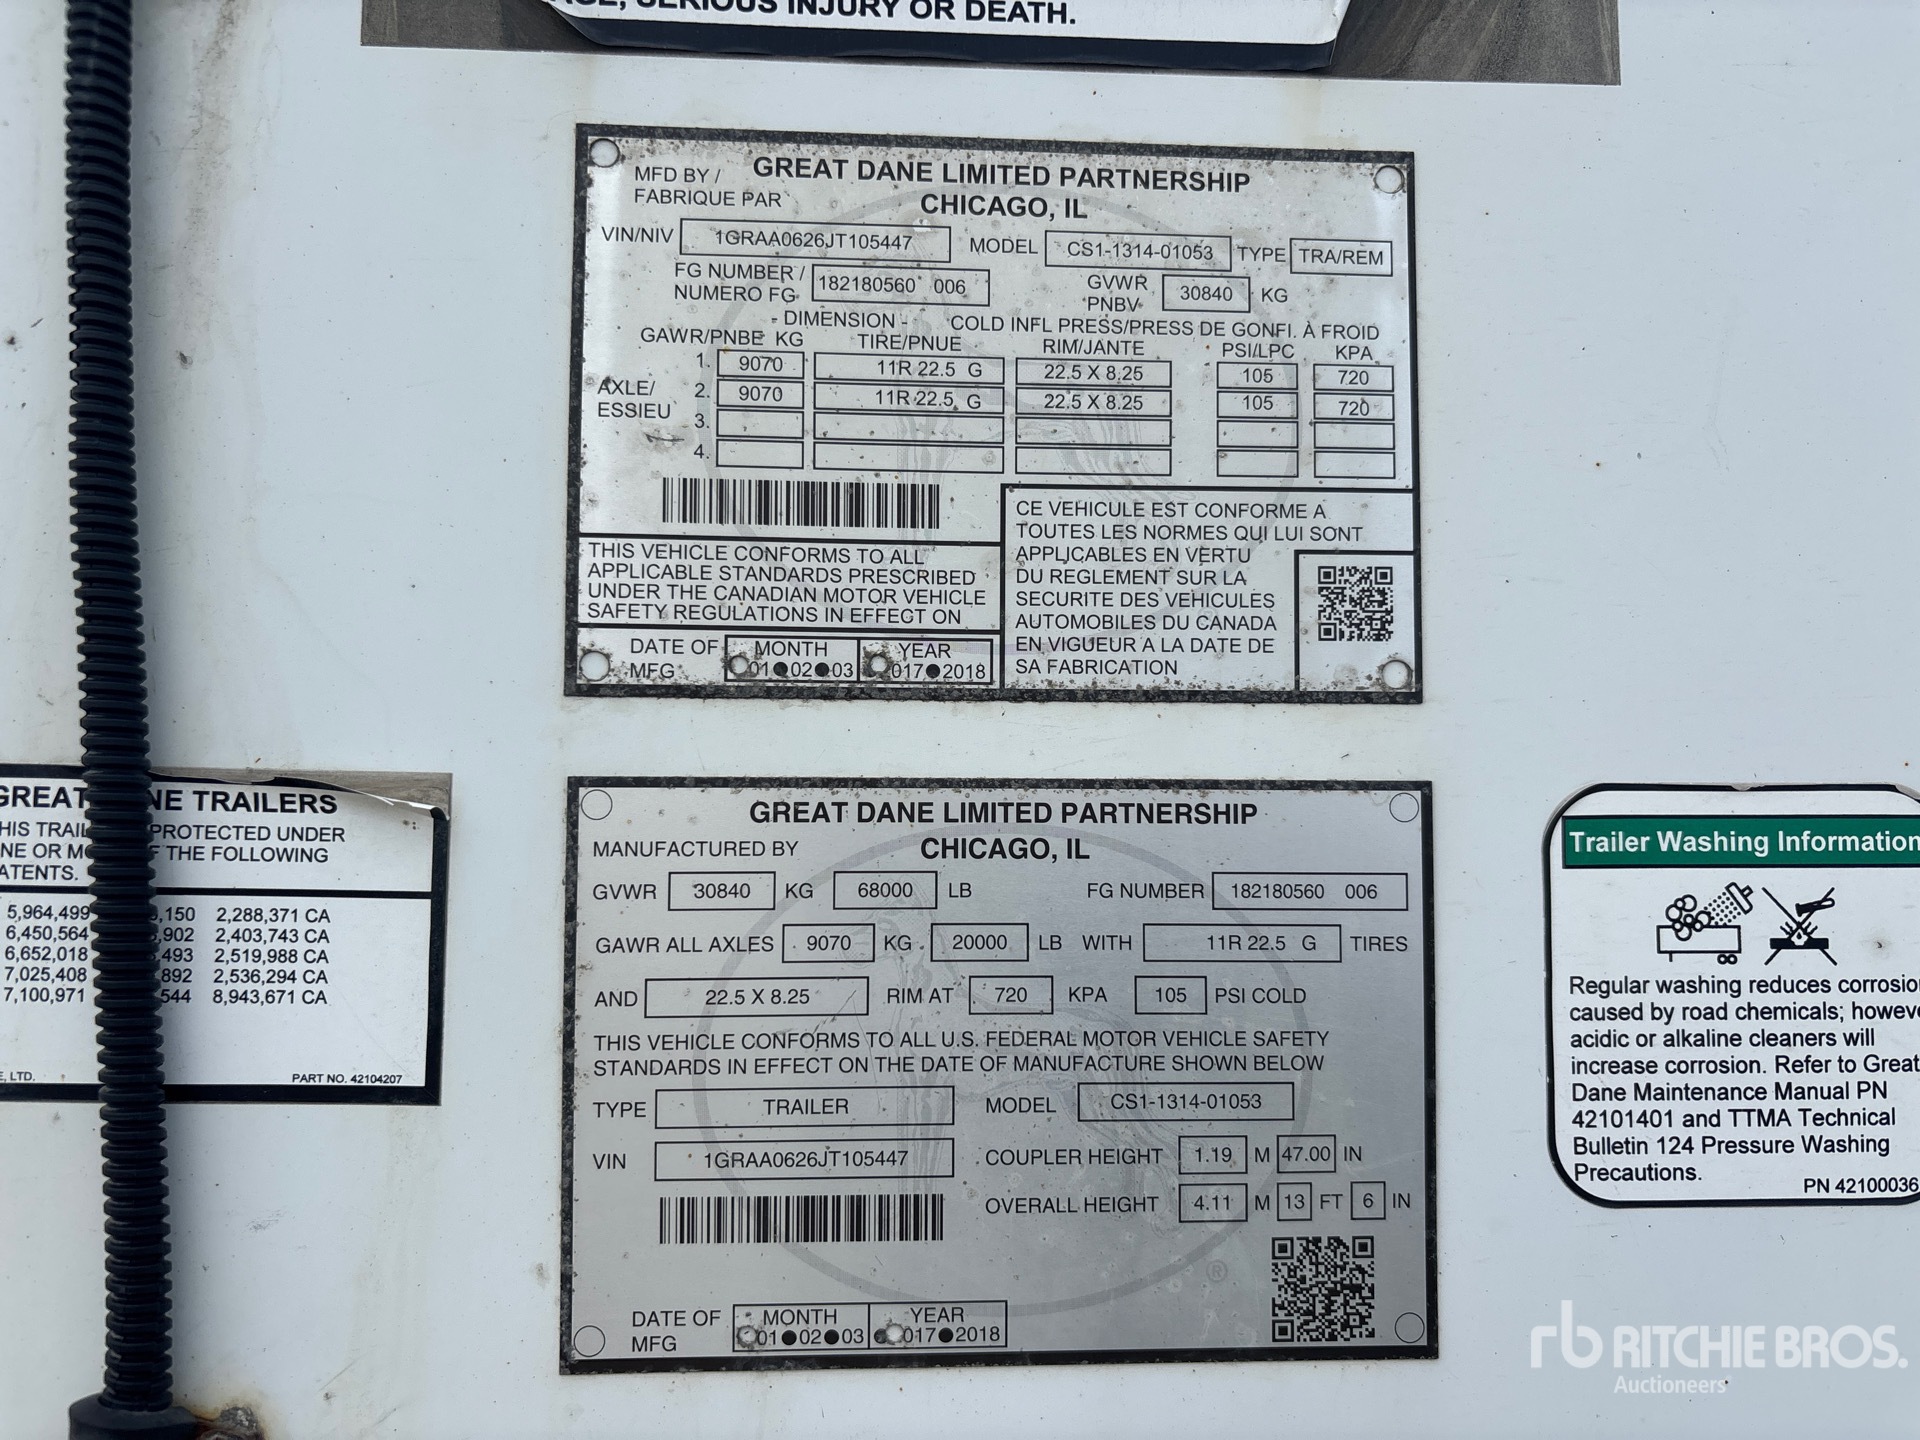 SERIOUS INJURY OR DEATH.
MFD BY / GREAT DANE LIMITED PARTNERSHIP
FABRIQUE PAR CHICAGO, IL
VIN/NIV 1GRAA0626JT105447 MODEL CS1-1314-01053 TYPE TRA/REM
FG NUMBER / 182180560 006 GVWR 30840 KG
NUMERO FG PNBV
- DIMENSION - COLD INFL PRESS/PRESS DE GONFI. À FROID
GAWR/PNBE KG TIRE/PNUE RIM/JANTE PSI/LPC KPA
1. 9070 11R 22.5 G 22.5 X 8.25 105 720
AXLE/ 2. 9070 11R 22.5 G 22.5 X 8.25 105 720
ESSIEU 3.
4.
THIS VEHICLE CONFORMS TO ALL
APPLICABLE STANDARDS PRESCRIBED
UNDER THE CANADIAN MOTOR VEHICLE
SAFETY REGULATIONS IN EFFECT ON
DATE OF MONTH YEAR
MFG 01 02 03 017 2018
CE VEHICULE EST CONFORME A
TOUTES LES NORMES QUI LUI SONT
APPLICABLES EN VERTU
DU REGLEMENT SUR LA
SECURITE DES VEHICULES
AUTOMOBILES DU CANADA
EN VIGUEUR A LA DATE DE
SA FABRICATION
GREAT NE TRAILERS
THIS TRAIL PROTECTED UNDER
OF THE FOLLOWING
ATENTS.
5,964,499 ,150 2,288,371 CA
6,450,564 ,902 2,403,743 CA
6,652,018 ,493 2,519,988 CA
7,025,408 892 2,536,294 CA
7,100,971 544 8,943,671 CA
LTD. PART NO. 42104207
GREAT DANE LIMITED PARTNERSHIP
MANUFACTURED BY CHICAGO, IL
GVWR 30840 KG 68000 LB FG NUMBER 182180560 006
GAWR ALL AXLES 9070 KG 20000 LB WITH 11R 22.5 G TIRES
AND 22.5 X 8.25 RIM AT 720 KPA 105 PSI COLD
THIS VEHICLE CONFORMS TO ALL U.S. FEDERAL MOTOR VEHICLE SAFETY
STANDARDS IN EFFECT ON THE DATE OF MANUFACTURE SHOWN BELOW
TYPE TRAILER MODEL CS1-1314-01053
VIN 1GRAA0626JT105447 COUPLER HEIGHT 1.19 M 47.00 IN
OVERALL HEIGHT 4.11 M 13 FT 6 IN
®
DATE OF MONTH YEAR
MFG 01 02 03 017 2018
Trailer Washing Information
Regular washing reduces corrosion
caused by road chemicals; however
acidic or alkaline cleaners will
increase corrosion. Refer to Great
Dane Maintenance Manual PN
42101401 and TTMA Technical
Bulletin 124 Pressure Washing
Precautions.
PN 42100036
rb RITCHIE BROS.
Auctioneers